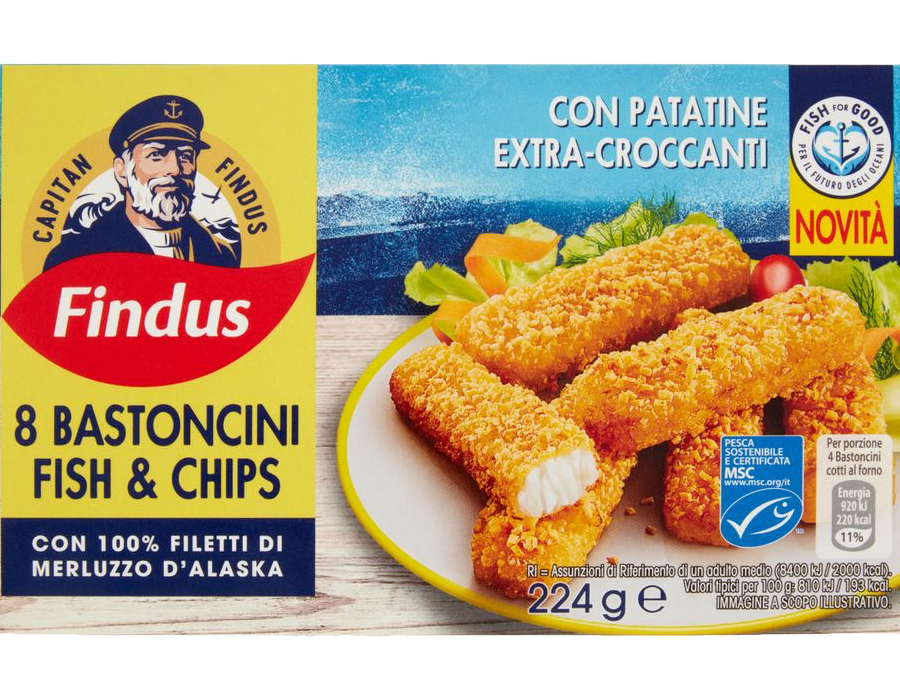 CAPITAN FINDUS
Findus
8 BASTONCINI
FISH & CHIPS
CON 100% FILETTI DI
MERLUZZO D'ALASKA
CON PATATINE
EXTRA-CROCCANTI
FISH FOR GOOD
PER IL FUTURO DEGLI OCEANI
NOVITÀ
PESCA
SOSTENIBILE
E CERTIFICATA
MSC
www.msc.org/it
Per porzione
4 Bastoncini
cotti al forno
Energia
920 kJ
220 kcal
11%
RI = Assunzioni di Riferimento di un adulto medio (8400 kJ / 2000 kcal).
Valori tipici per 100 g: 810 kJ / 193 kcal.
IMMAGINE A SCOPO ILLUSTRATIVO.
224 g e